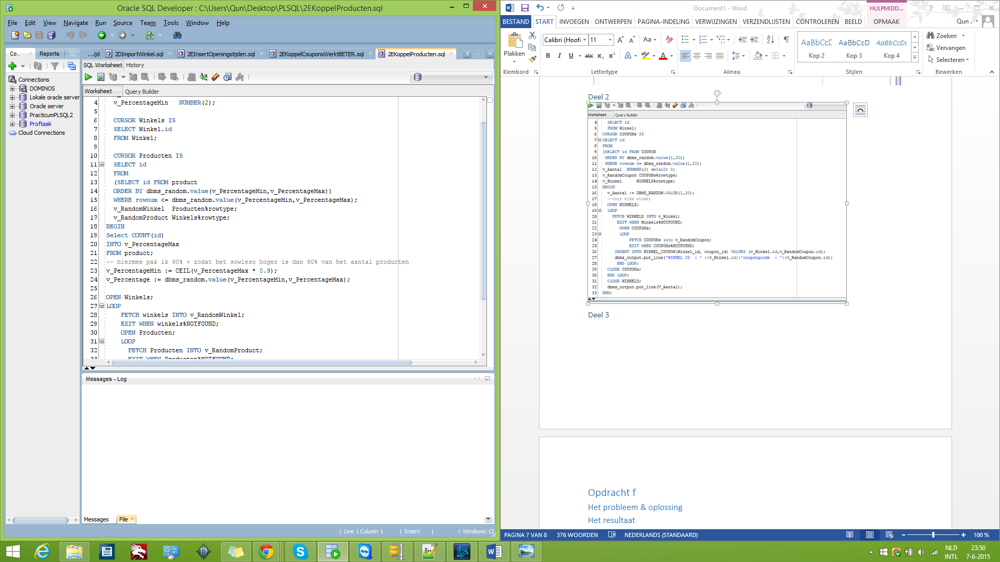 Oracle SQL Developer : C:\Users\Qun\Desktop\PLSQL\2EKoppelProducten.sql
File Edit View Navigate Run Source Team Tools Window Help
Co.. Reports
...ijd 2DImportWinkel.sql 2EInsertOpeningstijden.sql 2EKoppelCouponsWerktBETER.sql 2EKoppelProducten.sql
SQL Worksheet History
Worksheet Query Builder
Connections
DOMINOS
Lokale oracle server
Oracle server
PracticumPLSQL2
Proftaak
Cloud Connections
4 v_PercentageMin NUMBER(2);
5
6 CURSOR Winkels IS
7 SELECT Winkel.id
8 FROM Winkel;
9
10 CURSOR Producten IS
11 SELECT id
12 FROM
13 (SELECT id FROM product
14 ORDER BY dbms_random.value(v_PercentageMin,v_PercentageMax))
15 WHERE rownum <= dbms_random.value(v_PercentageMin,v_PercentageMax);
16 v_RandomWinkel Producten%rowtype;
17 v_RandomProduct Winkels%rowtype;
18 BEGIN
19 Select COUNT(id)
20 INTO v_PercentageMax
21 FROM product;
22 -- hiermee pak ik 90% + zodat het sowieso hoger is dan 90% van het aantal producten
23 v_PercentageMin := CEIL(v_PercentageMax * 0.9);
24 v_Percentage := dbms_random.value(v_PercentageMin,v_PercentageMax);
25
26 OPEN Winkels;
27 LOOP
28 FETCH winkels INTO v_RandomWinkel;
29 EXIT WHEN winkels%NOTFOUND;
30 OPEN Producten;
31 LOOP
32 FETCH Producten INTO v_RandomProduct;
33 EXIT WHEN Producten%NOTFOUND;
Messages - Log
Messages File
Line 1 Column 1 Insert Windows: CF
Document1 - Word
HULPMIDD...
BESTAND START INVOEGEN ONTWERPEN PAGINA-INDELING VERWIJZINGEN VERZENDLIJSTEN CONTROLEREN BEELD OPMAAK Qun .
Plakken
Calibri (Hoof 11
AaBbCcD AaBbCcD AaBbCcDc
Kop 2 Kop 3 Kop 4
Zoeken
Vervangen
Selecteren
Klembord Lettertype Alinea Stijlen Bewerken
Deel 2
Worksheet Query Builder
4 SELECT id
5 FROM Winkel;
6 CURSOR COUPONs IS
7 SELECT id
8 FROM
9 (SELECT id FROM COUPON
10 ORDER BY dbms_random.value(1,20))
11 WHERE rownum <= dbms_random.value(1,20);
12 v_Aantal NUMBER(2) default 0;
13 v_RandomCoupon COUPONs%rowtype;
14 v_Winkel WINKELS%rowtype;
15 BEGIN
16 v_Aantal := DBMS_RANDOM.VALUE(1,20);
17 --voor elke winkel
18 OPEN WINKELS;
19 LOOP
20 FETCH WINKELS INTO v_Winkel;
21 EXIT WHEN Winkels%NOTFOUND;
22 OPEN COUPONs;
23 LOOP
24 FETCH COUPONs into v_RandomCoupon;
25 EXIT WHEN COUPONs%NOTFOUND;
26 INSERT INTO WINKEL_COUPON(Winkel_id, coupon_id) VALUES (v_Winkel.id,v_RandomCoupon.id);
27 dbms_output.put_line('WINKEL ID : ' ||v_Winkel.id||'coupongcode : '||v_RandomCoupon.id);
28 END LOOP;
29 CLOSE COUPONs;
30 END LOOP;
31 CLOSE WINKELS;
32 dbms_output.put_line(V_Aantal);
33 END;
Deel 3
Opdracht f
Het probleem & oplossing
Het resultaat
PAGINA 7 VAN 8 376 WOORDEN NEDERLANDS (STANDAARD) 100 %
NLD 23:50
INTL 7-6-2015